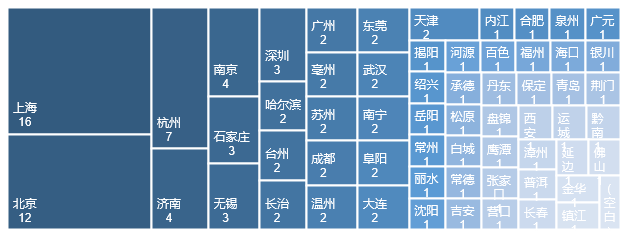 上海
16
北京
12
杭州
7
济南
4
南京
4
石家庄
3
无锡
3
深圳
3
哈尔滨
2
台州
2
长治
2
广州
2
亳州
2
苏州
2
成都
2
温州
2
东莞
2
武汉
2
南宁
2
阜阳
2
大连
2
天津
2
揭阳
1
绍兴
1
岳阳
1
常州
1
丽水
1
沈阳
1
河源
1
承德
1
松原
1
白城
1
常德
1
吉安
1
内江
1
百色
1
丹东
1
盘锦
1
鹰潭
1
张家
口 1
营口
1
合肥
1
福州
1
保定
1
西
安 1
漳州
1
普洱
1
长春
1
泉州
1
海口
1
青岛
1
运
城 1
延
边 1
金华
1
镇江
1
广元
1
银川
1
荆门
1
黔
南 1
佛
山 1
(
空
白